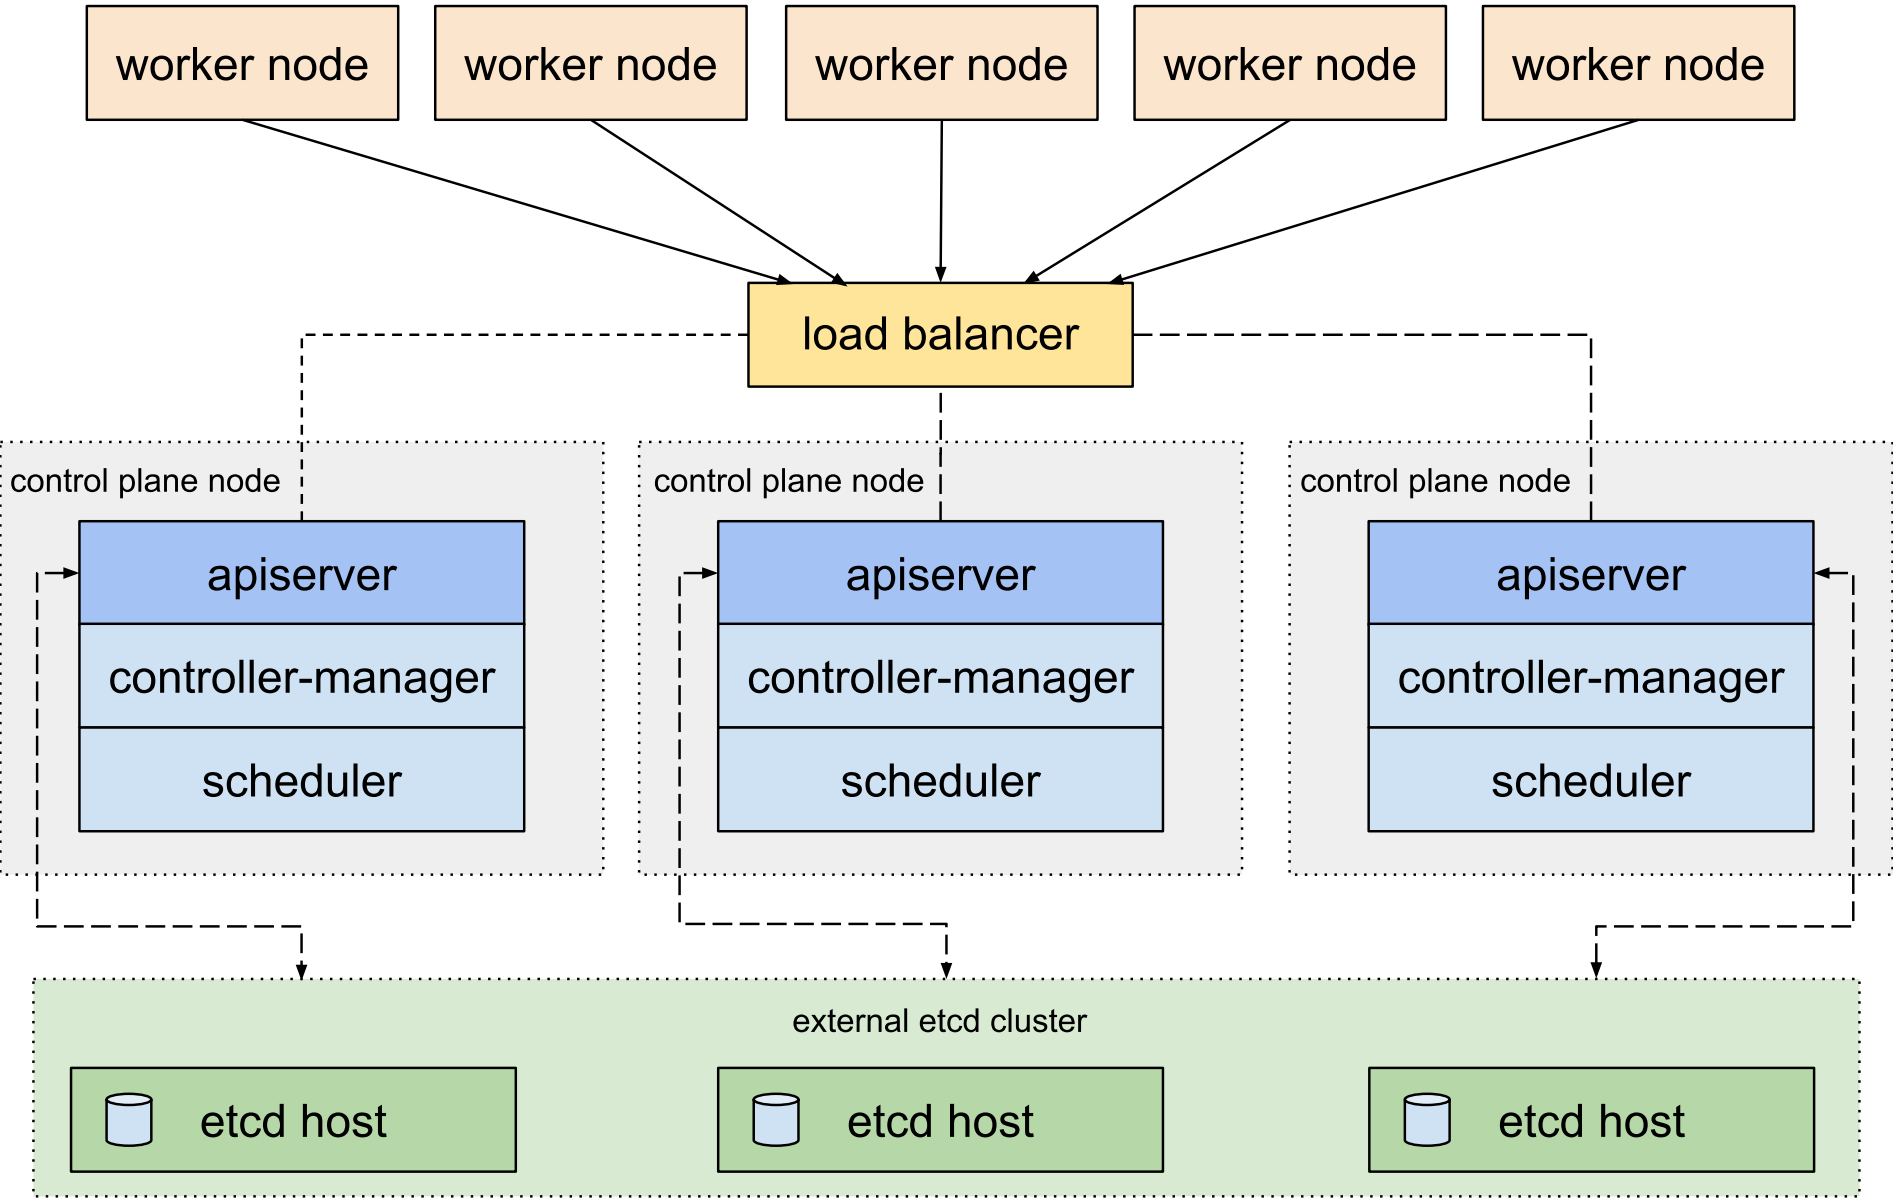 worker node
worker node
worker node
worker node
worker node
load balancer
control plane node
control plane node
control plane node
apiserver
apiserver
apiserver
controller-manager
controller-manager
controller-manager
scheduler
scheduler
scheduler
external etcd cluster
etcd host
etcd host
etcd host